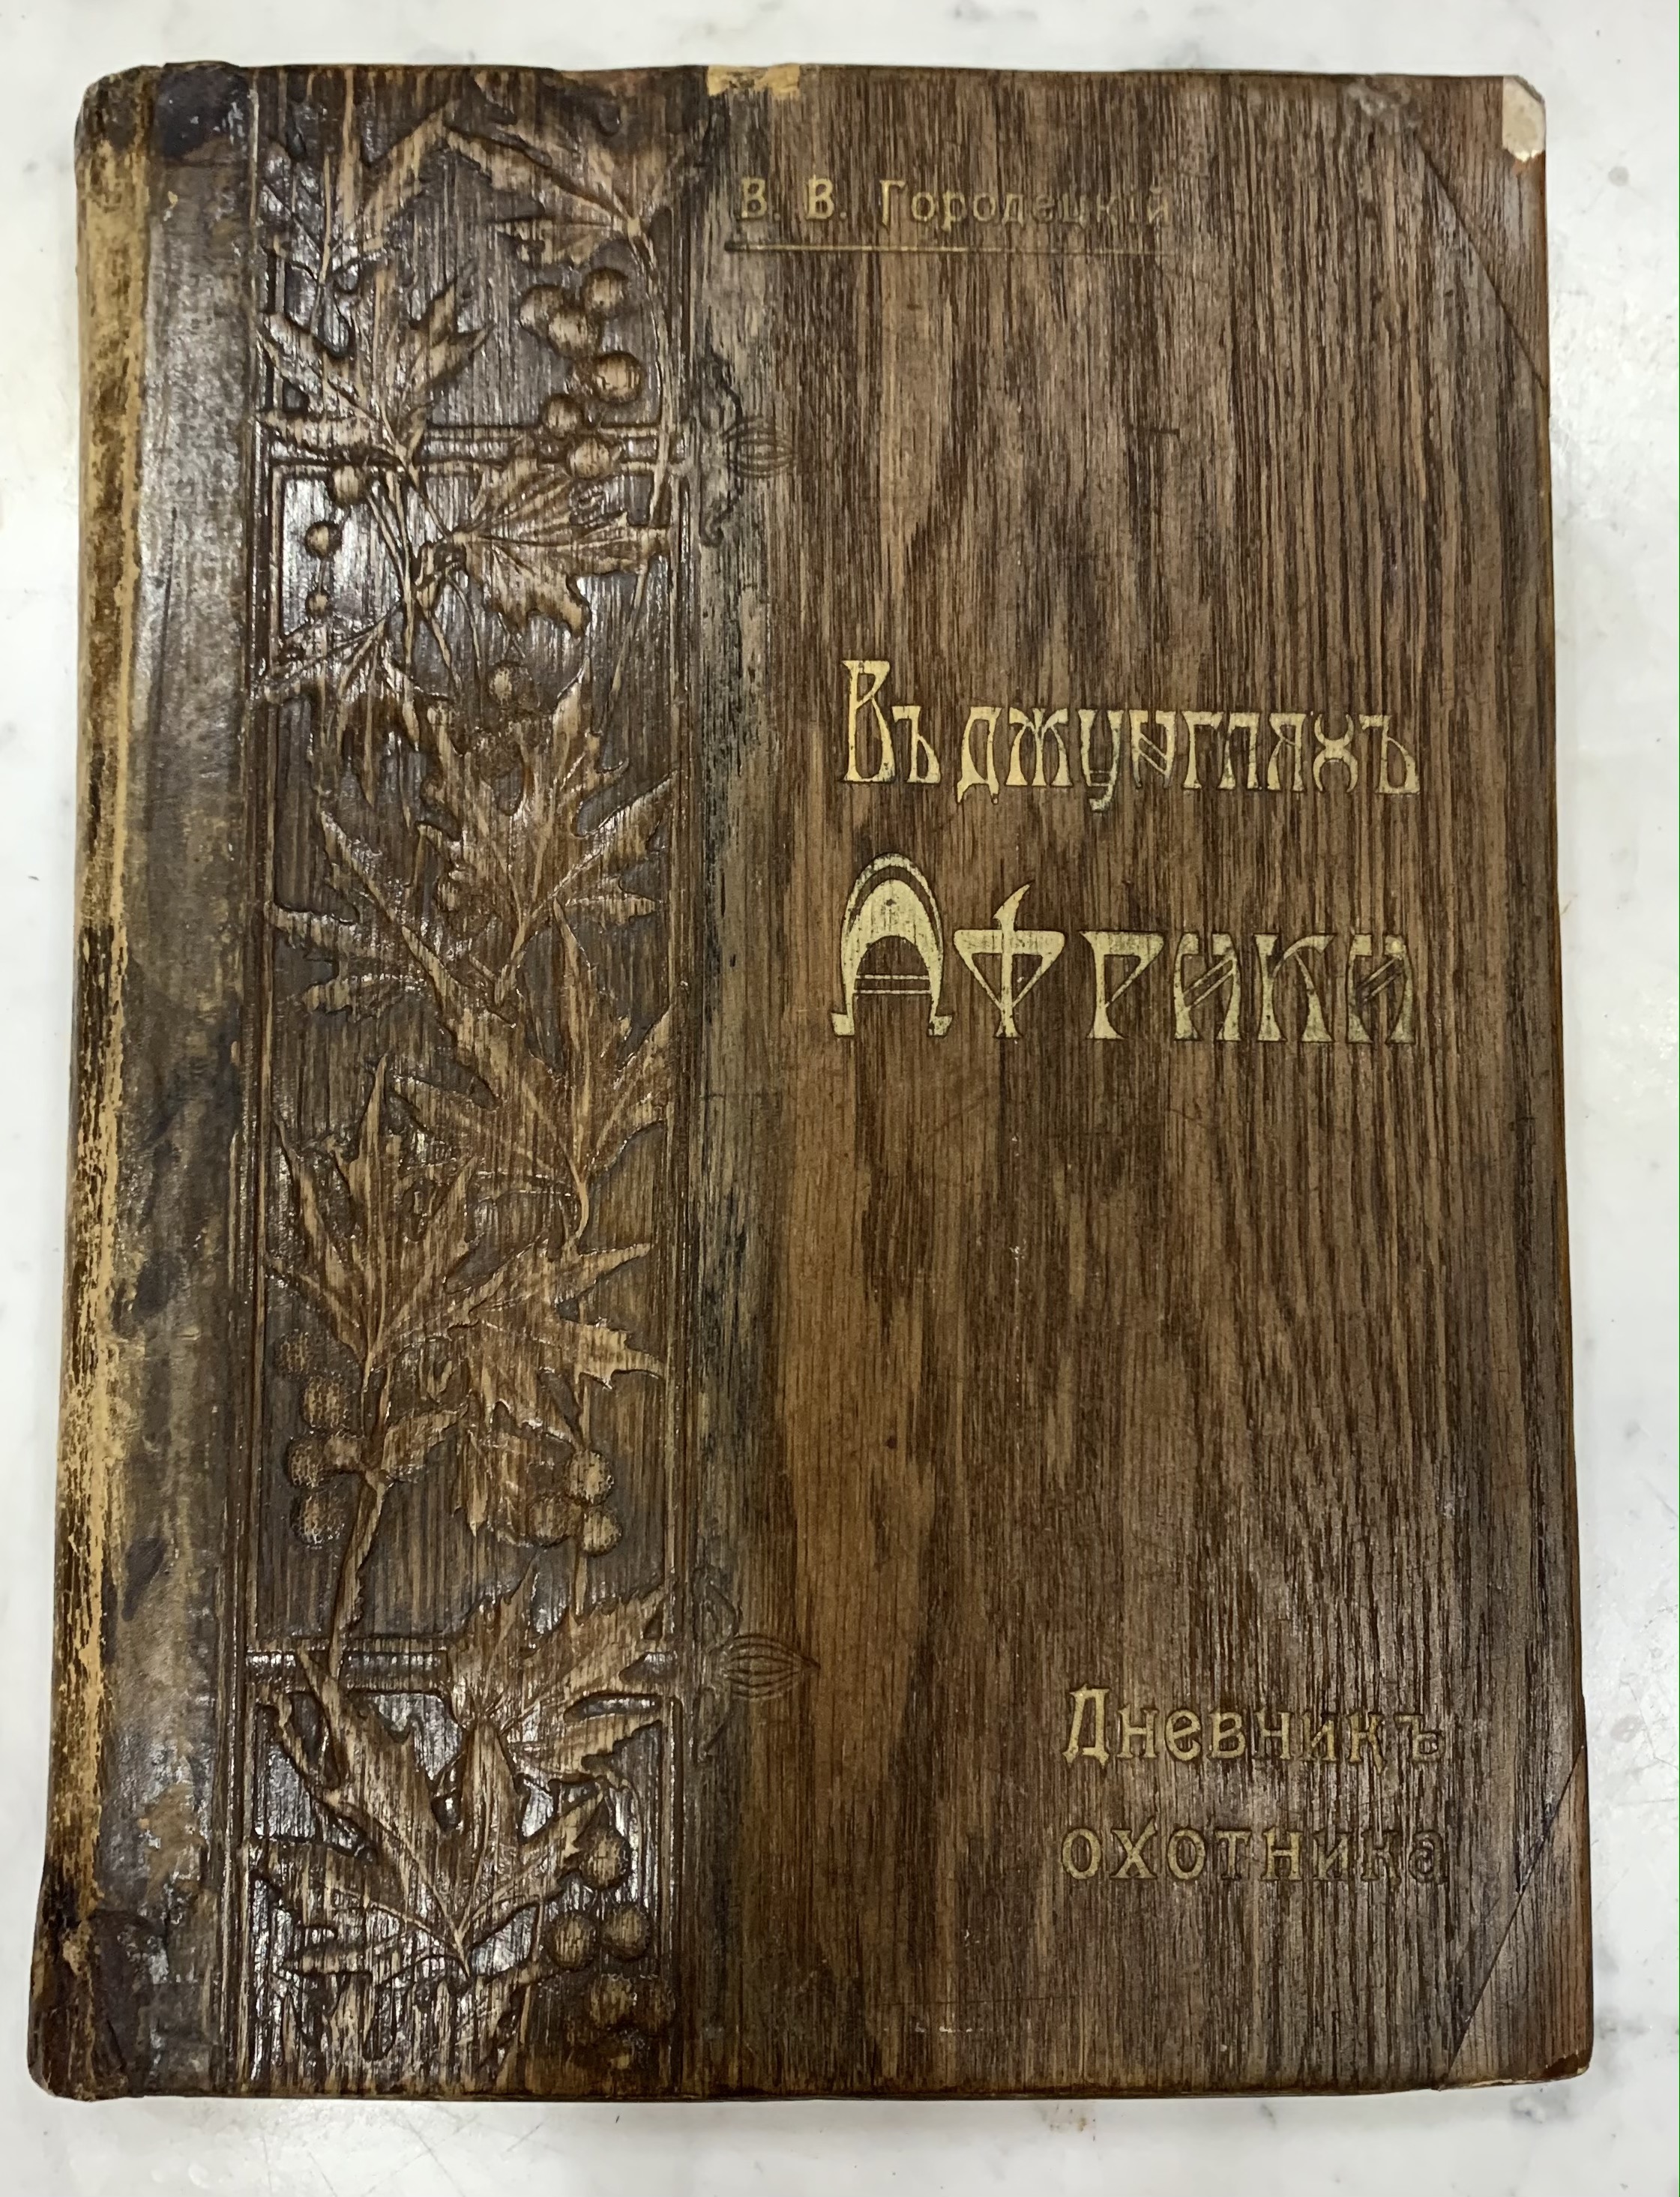 В. В. Городецкій
Въ джунгляхъ
Африки
Дневникъ
охотника